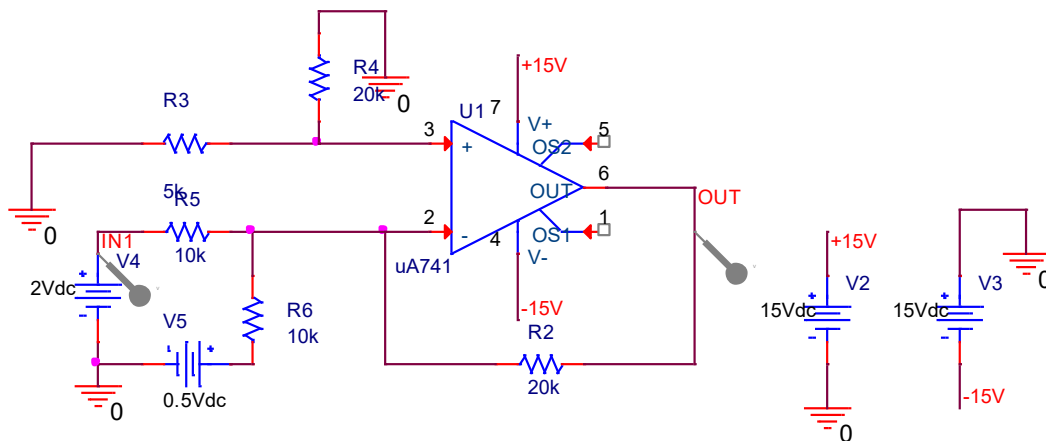 R4
20k
0
+15V
R3
U1
7
V+
3
+
OS2
5
5k
OUT
6
OUT
R5
2
-
4
OS1
1
IN1
10k
uA741
V-
0
V4
+
2Vdc
-
-15V
R6
10k
R2
20k
V5
-
+
0.5Vdc
0
+15V
V2
+
15Vdc
-
0
0
V3
+
15Vdc
-
-15V